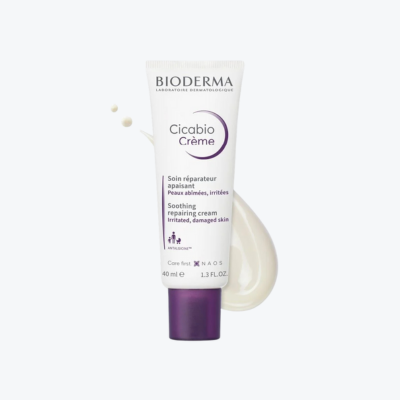 BIODERMA
LABORATOIRE DERMATOLOGIQUE
Cicabio
Crème
Soin réparateur
apaisant
Peaux abîmées, irritées
Soothing
repairing cream
Irritated, damaged skin
Care first NAOS
40 ml e 1.3 FL.OZ.